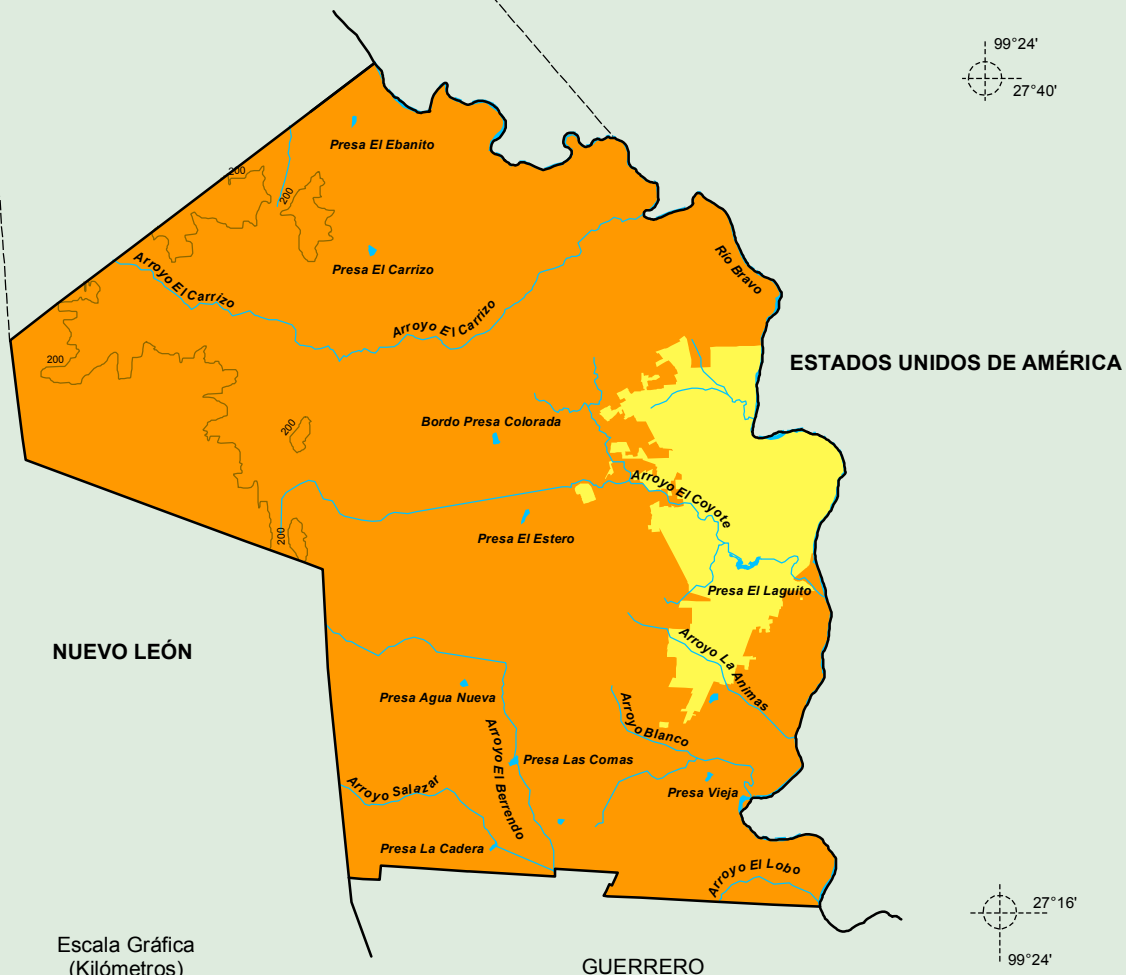 99°24'
27°40'
Presa El Ebanito
200
200
Río Bravo
Arroyo El Carrizo
Presa El Carrizo
Arroyo El Carrizo
200
ESTADOS UNIDOS DE AMÉRICA
Bordo Presa Colorada
200
Arroyo El Coyote
200
Presa El Estero
Presa El Laguito
NUEVO LEÓN
Arroyo La Animas
Presa Agua Nueva
Arroyo Blanco
Arroyo El Berrendo
Presa Las Comas
Arroyo Salazar
Presa Vieja
Presa La Cadera
Arroyo El Lobo
27°16'
99°24'
Escala Gráfica
(Kilómetros)
GUERRERO